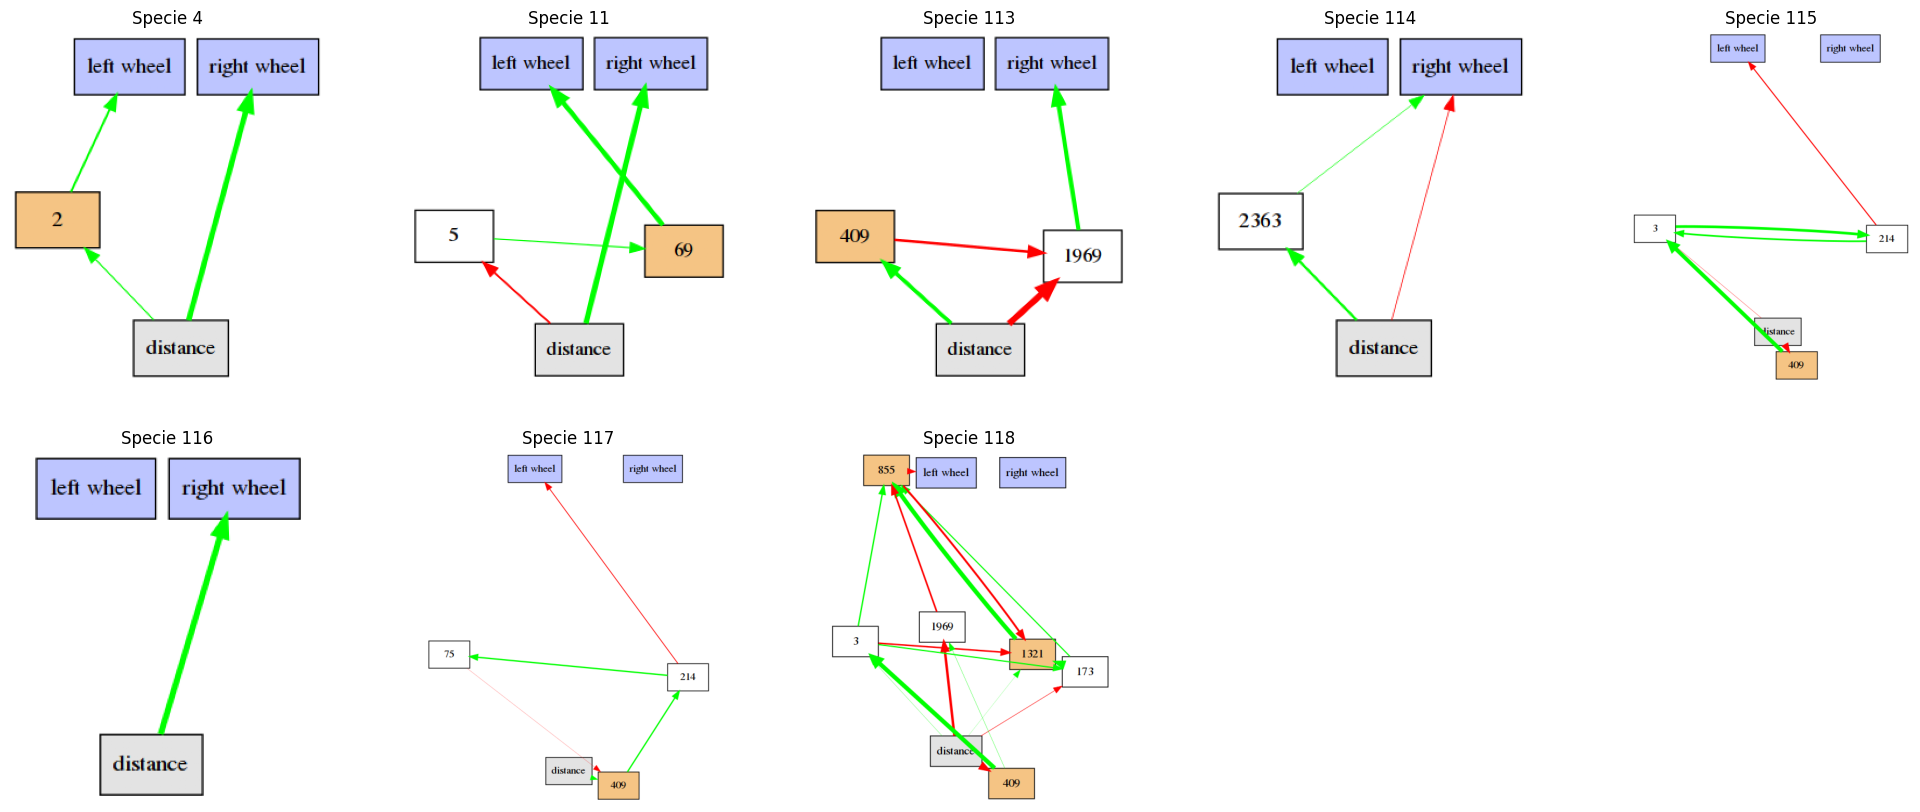 Specie 4
left wheel
right wheel
2
distance
Specie 11
left wheel
right wheel
5
69
distance
Specie 113
left wheel
right wheel
409
1969
distance
Specie 114
left wheel
right wheel
2363
distance
Specie 115
left wheel
right wheel
3
214
distance
409
Specie 116
left wheel
right wheel
distance
Specie 117
left wheel
right wheel
75
214
distance
409
Specie 118
855
left wheel
right wheel
3
1969
1321
173
distance
409